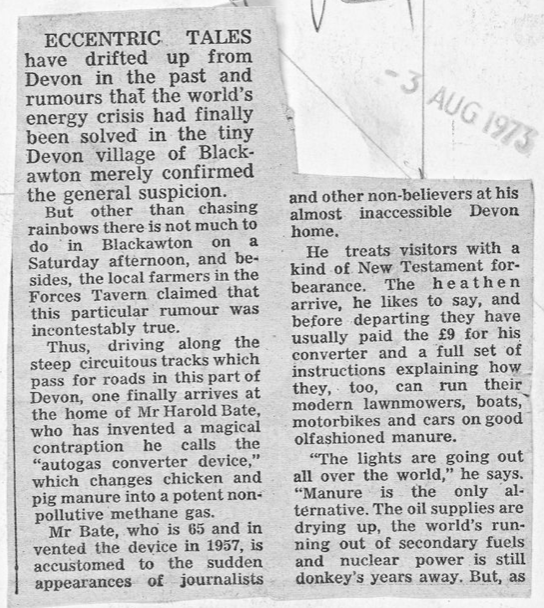 ECCENTRIC TALES
have drifted up from
Devon in the past and
rumours that the world's
energy crisis had finally
been solved in the tiny
Devon village of Black-
awton merely confirmed
the general suspicion.
But other than chasing
rainbows there is not much to
do in Blackawton on a
Saturday afternoon, and be-
sides, the local farmers in the
Forces Tavern claimed that
this particular rumour was
incontestably true.
Thus, driving along the
steep circuitous tracks which
pass for roads in this part of
Devon, one finally arrives at
the home of Mr Harold Bate,
who has invented a magical
contraption he calls the
"autogas converter device,"
which changes chicken and
pig manure into a potent non-
pollutive methane gas.
Mr Bate, who is 65 and in
vented the device in 1957, is
accustomed to the sudden
appearances of journalists
-3 AUG 1973
and other non-believers at his
almost inaccessible Devon
home.
He treats visitors with a
kind of New Testament for-
bearance. The heathen
arrive, he likes to say, and
before departing they have
usually paid the £9 for his
converter and a full set of
instructions explaining how
they, too, can run their
modern lawnmowers, boats,
motorbikes and cars on good
olfashioned manure.
"The lights are going out
all over the world," he says.
"Manure is the only al-
ternative. The oil supplies are
drying up, the world's run-
ning out of secondary fuels
and nuclear power is still
donkey's years away. But, as